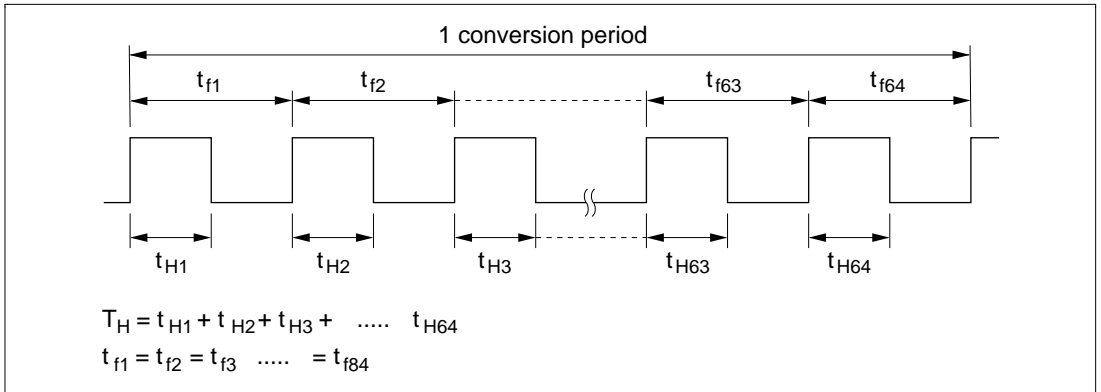 1 conversion period
tf1 tf2 tf63 tf64
tH1 tH2 tH3 tH63 tH64
TH = tH1 + tH2 + tH3 + ..... tH64
tf1 = tf2 = tf3 ..... = tf84